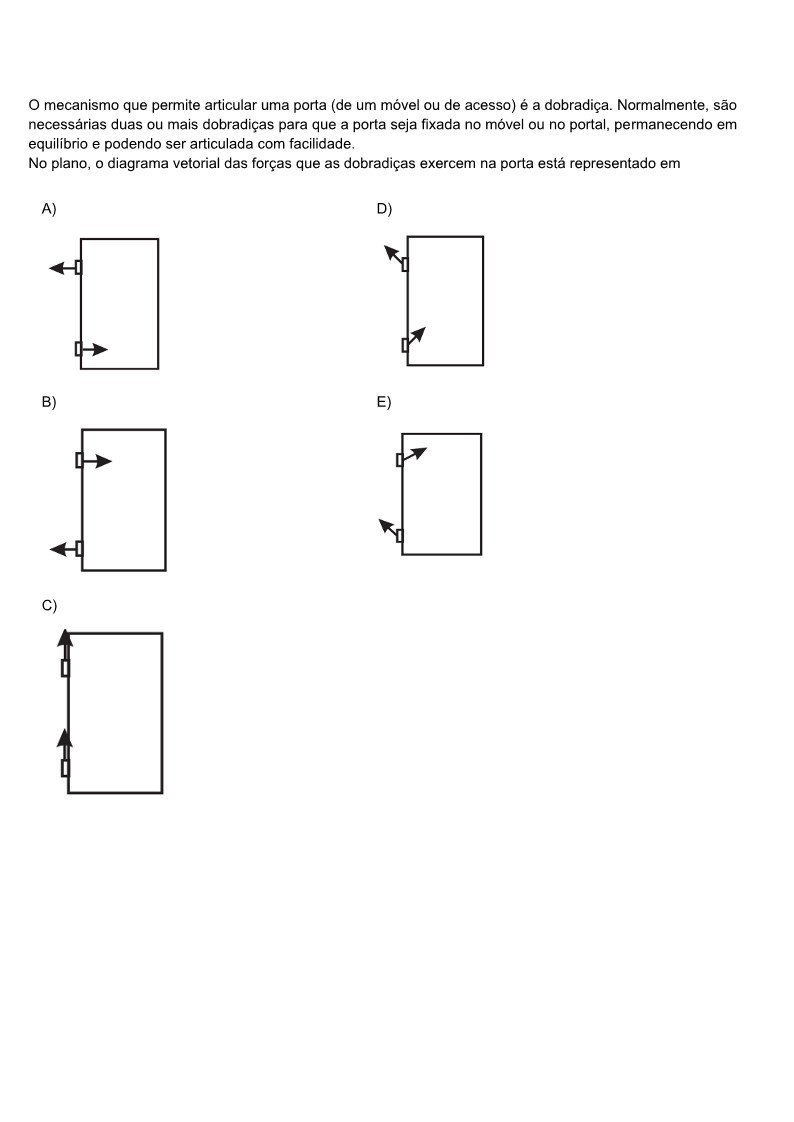 O mecanismo que permite articular uma porta (de um móvel ou de acesso) é a dobradiça. Normalmente, são
necessárias duas ou mais dobradiças para que a porta seja fixada no móvel ou no portal, permanecendo em
equilíbrio e podendo ser articulada com facilidade.
No plano, o diagrama vetorial das forças que as dobradiças exercem na porta está representado em
A)
D)
B)
E)
C)